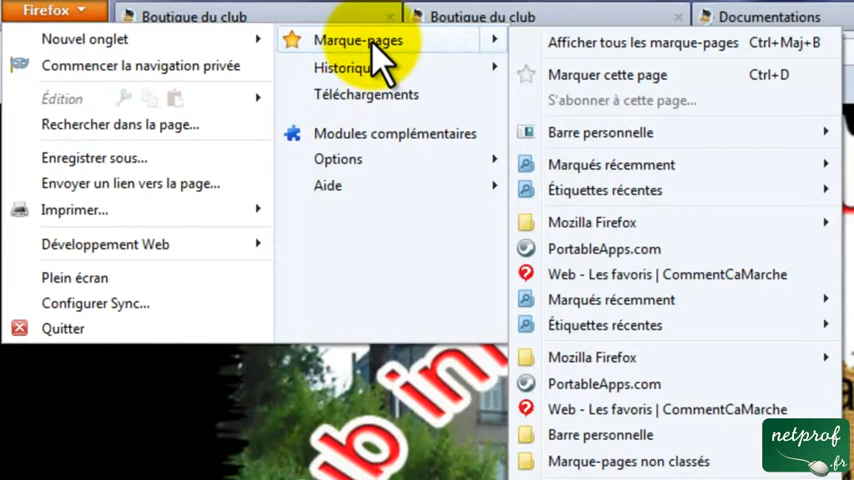 Firefox
Boutique du club
Boutique du club
Documentations
Nouvel onglet
Commencer la navigation privée
Édition
Rechercher dans la page...
Enregistrer sous...
Envoyer un lien vers la page...
Imprimer...
Développement Web
Plein écran
Configurer Sync...
Quitter
Marque-pages
Historique
Téléchargements
Modules complémentaires
Options
Aide
Afficher tous les marque-pages Ctrl+Maj+B
Marquer cette page Ctrl+D
S'abonner à cette page...
Barre personnelle
Marqués récemment
Étiquettes récentes
Mozilla Firefox
PortableApps.com
Web - Les favoris | CommentCaMarche
Marqués récemment
Étiquettes récentes
Mozilla Firefox
PortableApps.com
Web - Les favoris | CommentCaMarche
Barre personnelle
Marque-pages non classés
netprof
.fr